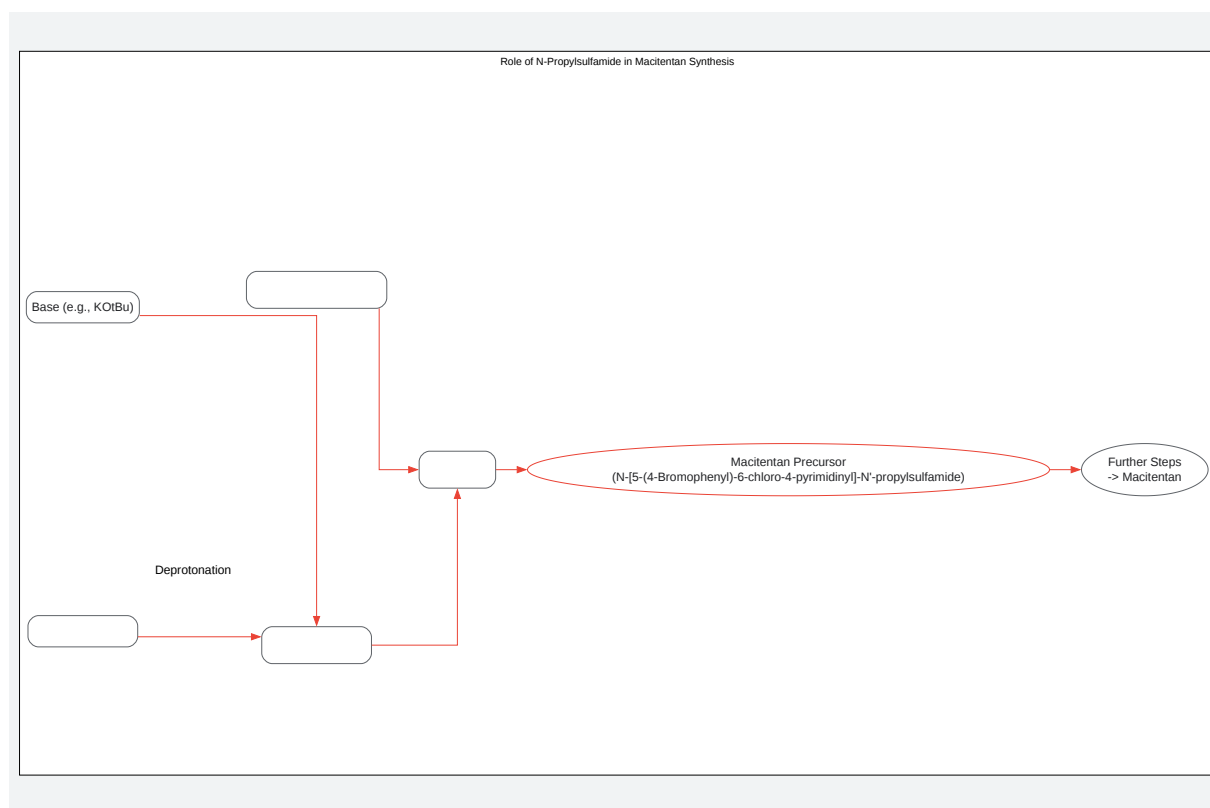 Role of N-Propylsulfamide in Macitentan Synthesis
Base (e.g., KOtBu)
Macitentan Precursor
(N-[5-(4-Bromophenyl)-6-chloro-4-pyrimidinyl]-N'-propylsulfamide)
Further Steps
-> Macitentan
Deprotonation